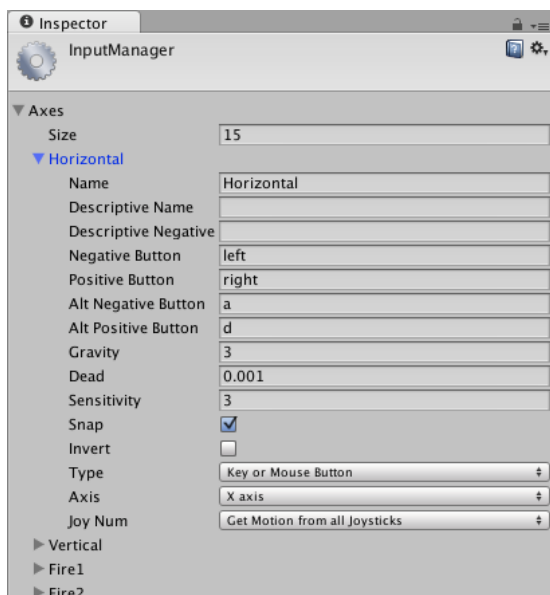 Inspector
InputManager
Axes
Size 15
Horizontal
Name Horizontal
Descriptive Name
Descriptive Negative
Negative Button left
Positive Button right
Alt Negative Button a
Alt Positive Button d
Gravity 3
Dead 0.001
Sensitivity 3
Snap
Invert
Type Key or Mouse Button
Axis X axis
Joy Num Get Motion from all Joysticks
Vertical
Fire1
Fire2